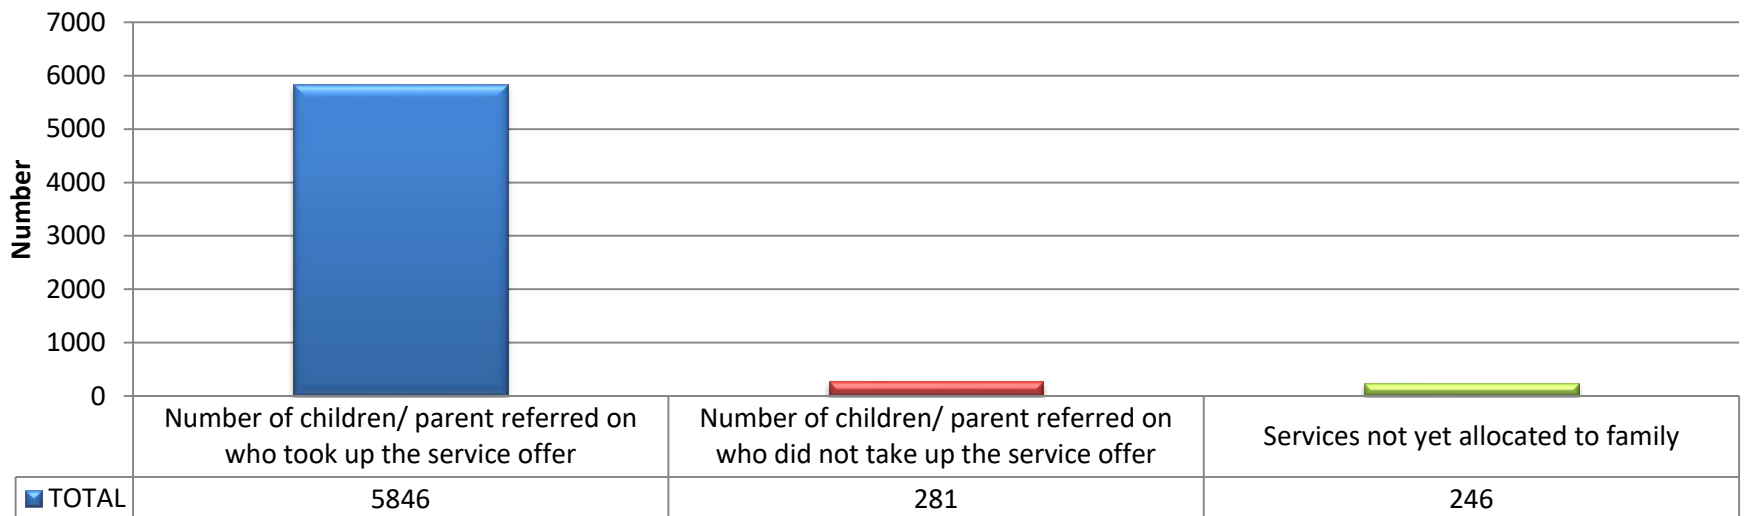 7000
6000
5000
4000
3000
2000
1000
0
Number
Number of children/ parent referred on
who took up the service offer
Number of children/ parent referred on
who did not take up the service offer
Services not yet allocated to family
TOTAL 5846 281 246